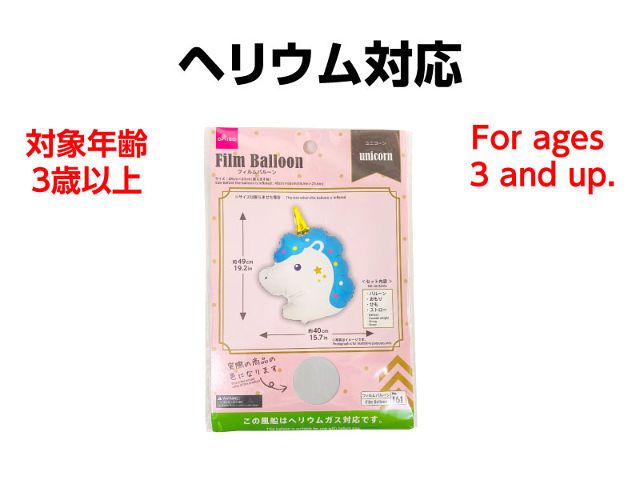 ヘリウム対応
対象年齢
3歳以上
For ages
3 and up.
DAISO
Film Balloon
フィルムバルーン
ユニコーン
unicorn
約49cm
19.2in
約40cm
15.7in
<セット内容>
・バルーン
・おもり
・ひも
・ストロー
実際の商品の
色になります
WARNING
フィルムバルーン
Film Balloon
No.
161
この風船はヘリウムガス対応です。